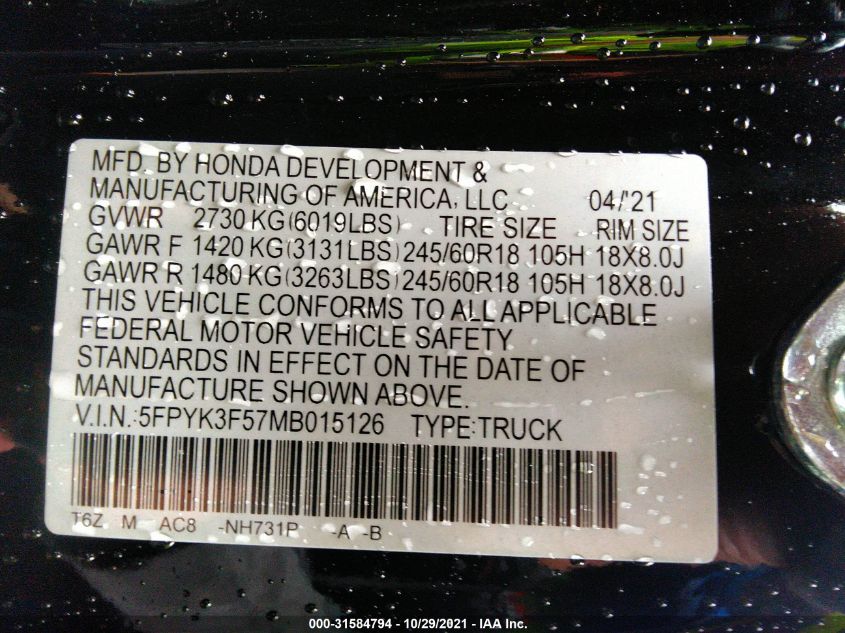 MFD. BY HONDA DEVELOPMENT &
MANUFACTURING OF AMERICA, LLC 04/'21
GVWR 2730 KG(6019LBS) TIRE SIZE RIM SIZE
GAWR F 1420 KG(3131LBS) 245/60R18 105H 18X8.0J
GAWR R 1480 KG(3263LBS) 245/60R18 105H 18X8.0J
THIS VEHICLE CONFORMS TO ALL APPLICABLE
FEDERAL MOTOR VEHICLE SAFETY
STANDARDS IN EFFECT ON THE DATE OF
MANUFACTURE SHOWN ABOVE.
V.I.N.:5FPYK3F57MB015126 TYPE:TRUCK
T6Z M AC8 -NH731P -A -B
000-31584794 - 10/29/2021 - IAA Inc.